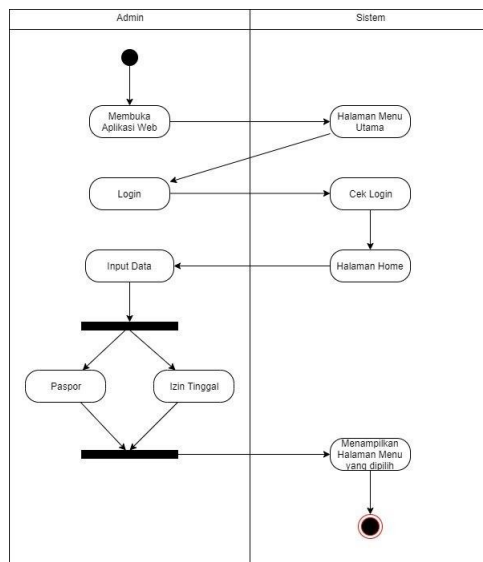 Admin
Sistem
Membuka
Aplikasi Web
Halaman Menu
Utama
Login
Cek Login
Input Data
Halaman Home
Paspor
Izin Tinggal
Menampilkan
Halaman Menu
yang dipilih